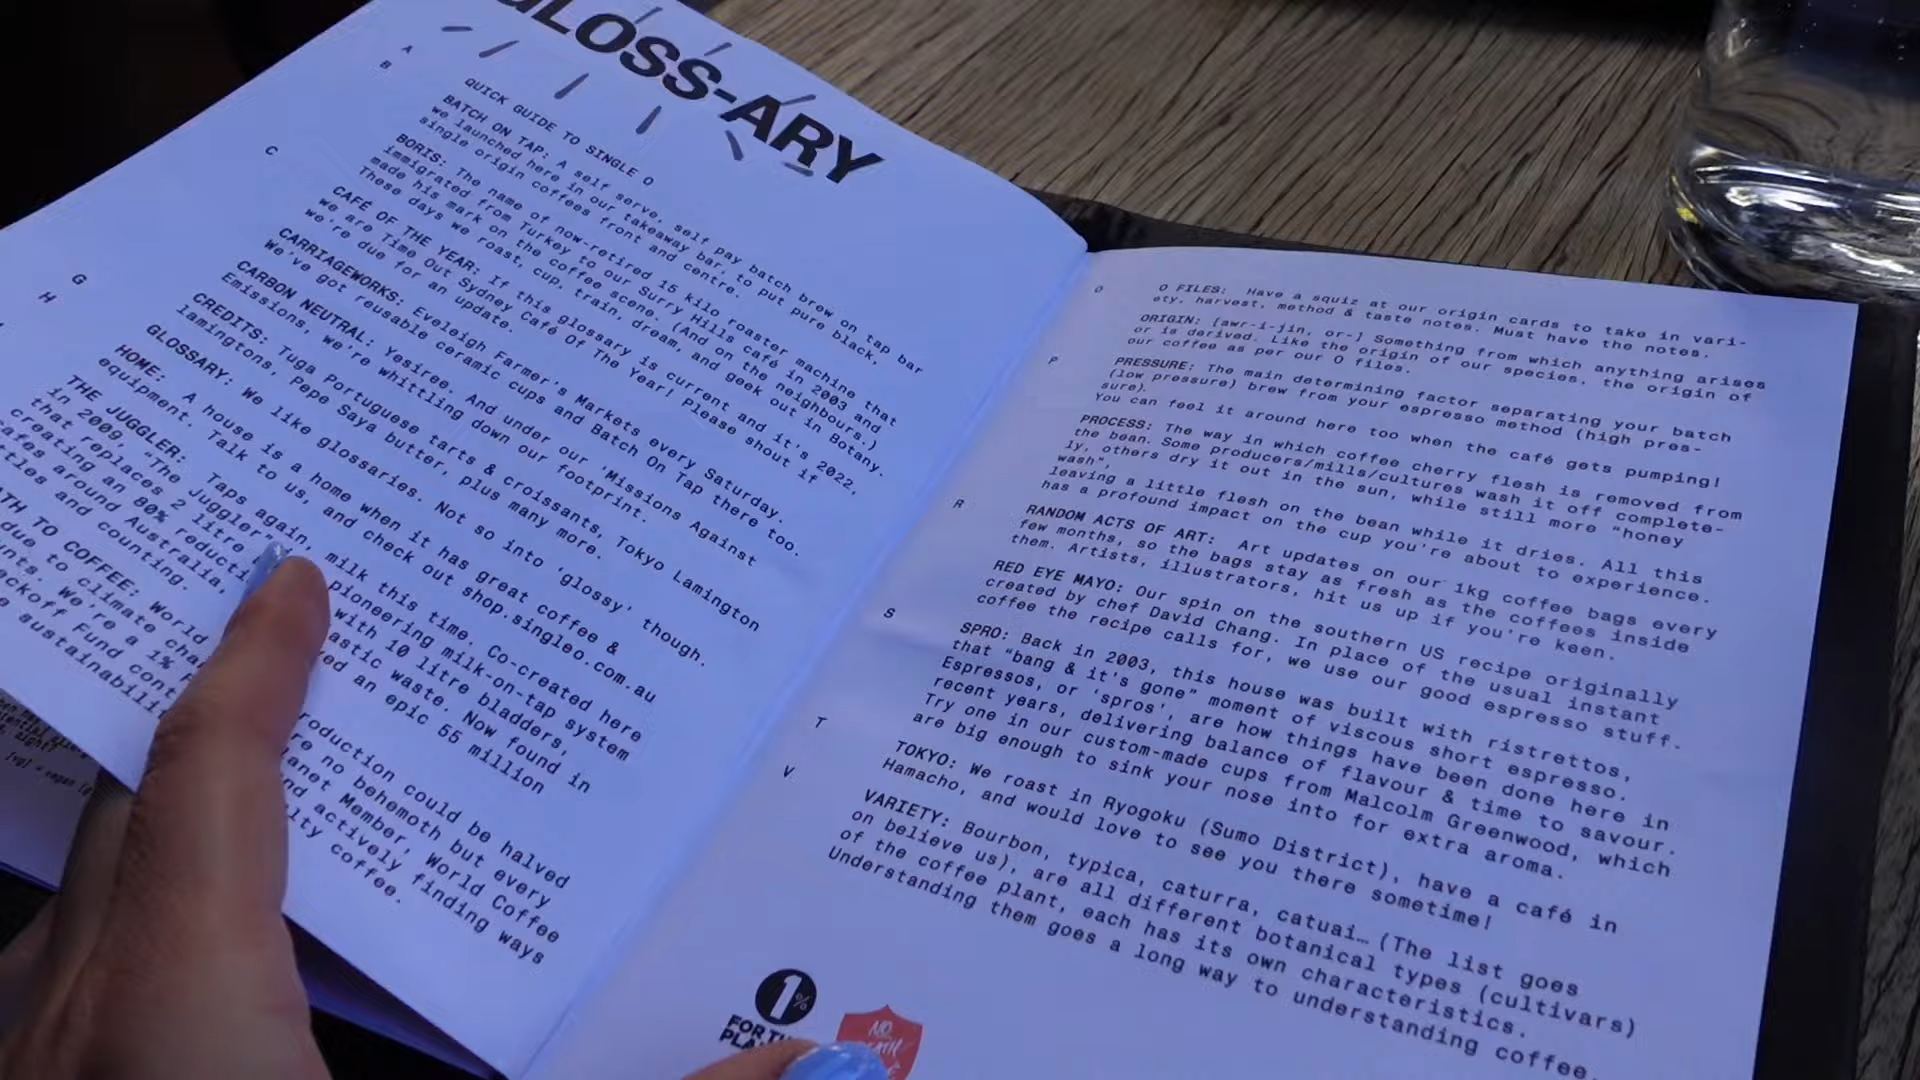 GLOSS-ARY
A
QUICK GUIDE TO SINGLE O
B
BATCH ON TAP: A self serve, self pay batch brew on tap bar
we launched here in our takeaway bar, to put pure black,
single origin coffees front and centre.
BORIS: The name of now-retired 15 kilo roaster machine that
immigrated from Turkey to our Surry Hills café in 2003 and
made his mark on the coffee scene. (And on the neighbours.)
These days we roast, cup, train, dream, and geek out in Botany.
C
CAFÉ OF THE YEAR: If this glossary is current and it's 2022,
we are Time Out Sydney Café Of The Year! Please shout if
we're due for an update.
CARRIAGEWORKS: Eveleigh Farmer's Markets every Saturday.
We've got reusable ceramic cups and Batch On Tap there too.
CARBON NEUTRAL: Yesiree. And under our 'Missions Against
Emissions, we're whittling down our footprint.
CREDITS: Tuga Portuguese tarts & croissants, Tokyo Lamington
lamingtons, Pepe Saya butter, plus many more.
G
GLOSSARY: We like glossaries. Not so into 'glossy' though.
H
HOME: A house is a home when it has great coffee &
equipment. Talk to us, and check out shop.singleo.com.au
THE JUGGLER: Taps again, milk this time. Co-created here
in 2009, "The Juggler" pioneering milk-on-tap system
that replaces 2 litre with 10 litre bladders,
creating an 80% reducti astic waste. Now found in
cafes around Australia, ed an epic 55 million
ttles and counting.
ATH TO COFFEE: World roduction could be halved
due to climate cha re no behemoth but every
unts. We're a 1% lanet Member, World Coffee
ckoff Fund cont nd actively finding ways
sustainabili lty coffee.
O
O FILES: Have a squiz at our origin cards to take in vari-
ety, harvest, method & taste notes. Must have the notes.
ORIGIN: [awr-i-jin, or-] Something from which anything arises
or is derived. Like the origin of our species, the origin of
our coffee as per our O files.
P
PRESSURE: The main determining factor separating your batch
(low pressure) brew from your espresso method (high pres-
sure).
You can feel it around here too when the café gets pumping!
PROCESS: The way in which coffee cherry flesh is removed from
the bean. Some producers/mills/cultures wash it off complete-
ly, others dry it out in the sun, while still more "honey
wash",
leaving a little flesh on the bean while it dries. All this
has a profound impact on the cup you're about to experience.
R
RANDOM ACTS OF ART: Art updates on our 1kg coffee bags every
few months, so the bags stay as fresh as the coffees inside
them. Artists, illustrators, hit us up if you're keen.
RED EYE MAYO: Our spin on the southern US recipe originally
created by chef David Chang. In place of the usual instant
coffee the recipe calls for, we use our good espresso stuff.
S
SPRO: Back in 2003, this house was built with ristrettos,
that "bang & it's gone" moment of viscous short espresso.
Espressos, or 'spros', are how things have been done here in
recent years, delivering balance of flavour & time to savour.
Try one in our custom-made cups from Malcolm Greenwood, which
are big enough to sink your nose into for extra aroma.
T
TOKYO: We roast in Ryogoku (Sumo District), have a café in
Hamacho, and would love to see you there sometime!
V
VARIETY: Bourbon, typica, caturra, catuai… (The list goes
on believe us), are all different botanical types (cultivars)
of the coffee plant, each has its own characteristics.
Understanding them goes a long way to understanding coffee.
1%
FOR TH
PLA
NO